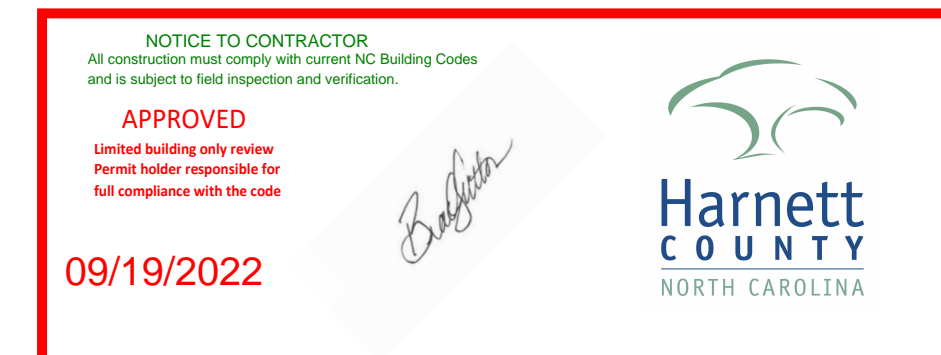 NOTICE TO CONTRACTOR
All construction must comply with current NC Building Codes
and is subject to field inspection and verification.
APPROVED
Limited building only review
Permit holder responsible for
full compliance with the code
09/19/2022
Harnett
COUNTY
NORTH CAROLINA